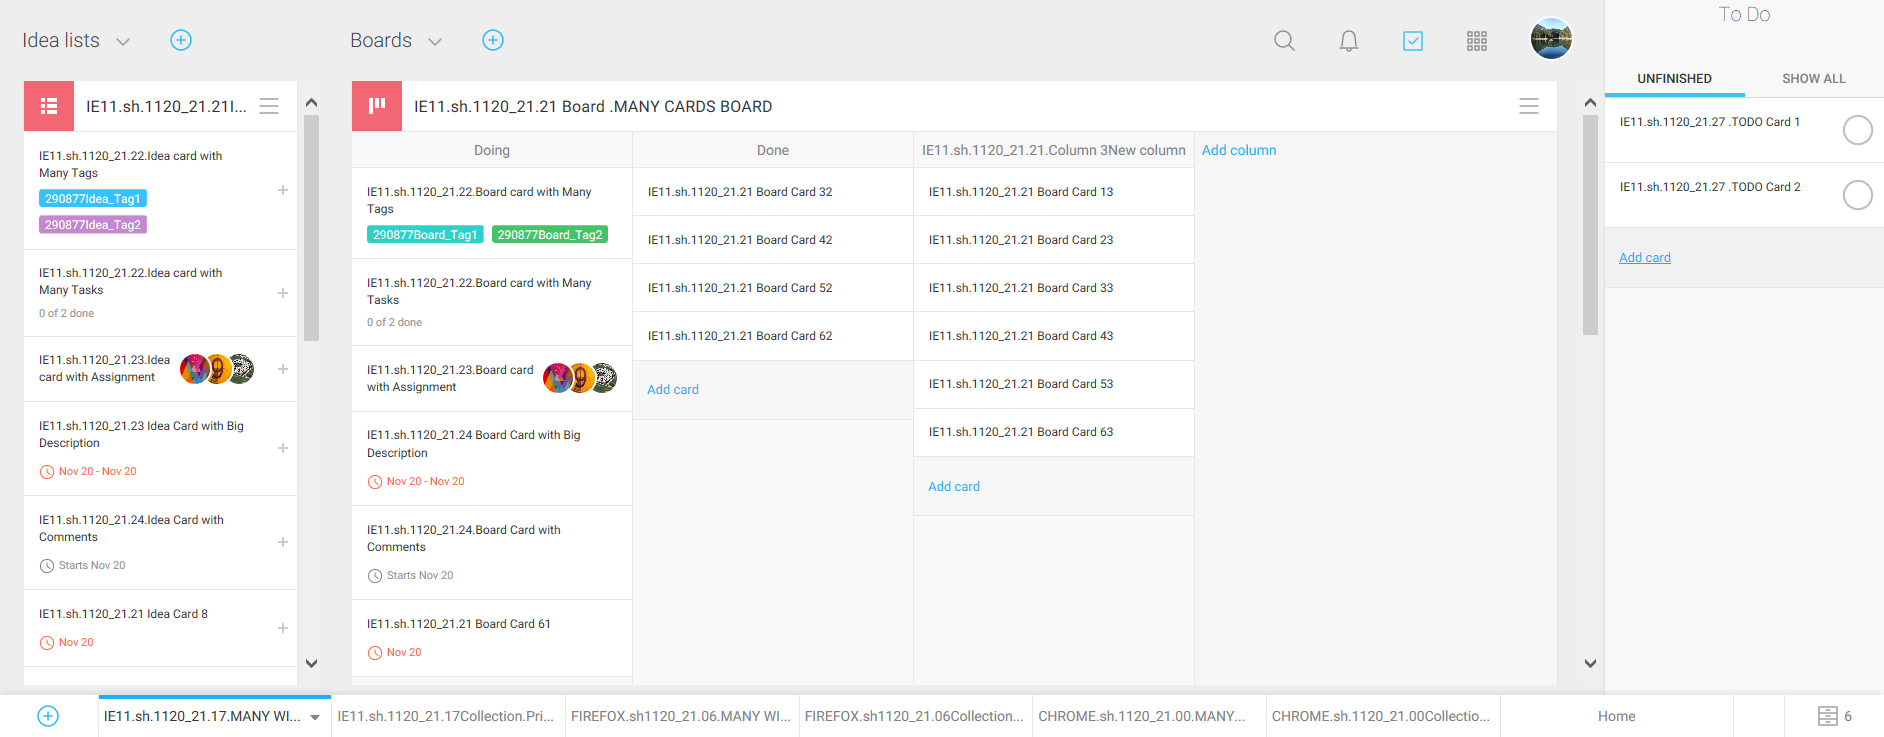 Idea lists
IE11.sh.1120_21.21I...
IE11.sh.1120_21.22.Idea card with
Many Tags
290877Idea_Tag1
290877Idea_Tag2
IE11.sh.1120_21.22.Idea card with
Many Tasks
0 of 2 done
IE11.sh.1120_21.23.Idea
card with Assignment
IE11.sh.1120_21.23 Idea Card with Big
Description
Nov 20 - Nov 20
IE11.sh.1120_21.24.Idea Card with
Comments
Starts Nov 20
IE11.sh.1120_21.21 Idea Card 8
Nov 20
Boards
IE11.sh.1120_21.21 Board .MANY CARDS BOARD
Doing
IE11.sh.1120_21.22.Board card with Many
Tags
290877Board_Tag1 290877Board_Tag2
IE11.sh.1120_21.22.Board card with Many
Tasks
0 of 2 done
IE11.sh.1120_21.23.Board card
with Assignment
IE11.sh.1120_21.24 Board Card with Big
Description
Nov 20 - Nov 20
IE11.sh.1120_21.24.Board Card with
Comments
Starts Nov 20
IE11.sh.1120_21.21 Board Card 61
Nov 20
Done
IE11.sh.1120_21.21 Board Card 32
IE11.sh.1120_21.21 Board Card 42
IE11.sh.1120_21.21 Board Card 52
IE11.sh.1120_21.21 Board Card 62
Add card
IE11.sh.1120_21.21.Column 3New column
IE11.sh.1120_21.21 Board Card 13
IE11.sh.1120_21.21 Board Card 23
IE11.sh.1120_21.21 Board Card 33
IE11.sh.1120_21.21 Board Card 43
IE11.sh.1120_21.21 Board Card 53
IE11.sh.1120_21.21 Board Card 63
Add card
Add column
To Do
UNFINISHED SHOW ALL
IE11.sh.1120_21.27 .TODO Card 1
IE11.sh.1120_21.27 .TODO Card 2
Add card
IE11.sh.1120_21.17.MANY WI... IE11.sh.1120_21.17Collection.Pri... FIREFOX.sh1120_21.06.MANY WI... FIREFOX.sh1120_21.06Collection... CHROME.sh.1120_21.00.MANY... CHROME.sh.1120_21.00Collectio... Home 6